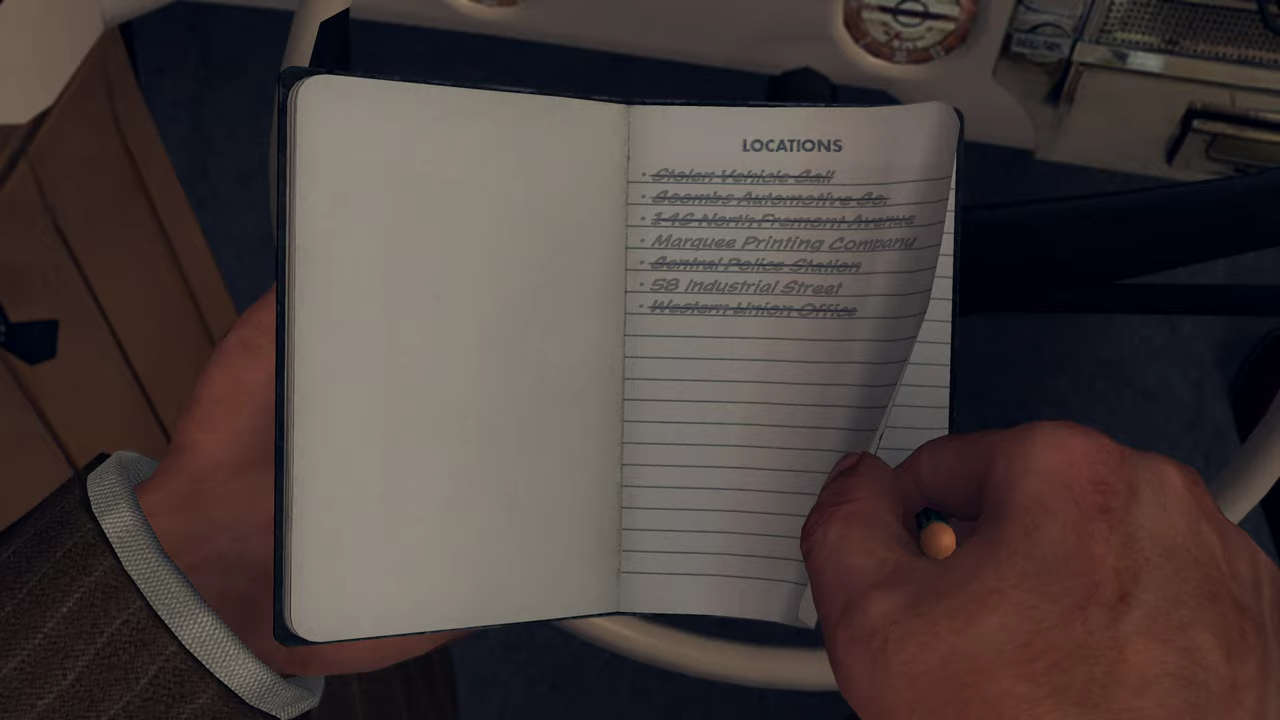 LOCATIONS
· Stolen Vehicle Call
· Coombs Automotive Co.
· 146 North Fremont Avenue
· Marquee Printing Company
· Central Police Station
· 58 Industrial Street
· Western Union Office